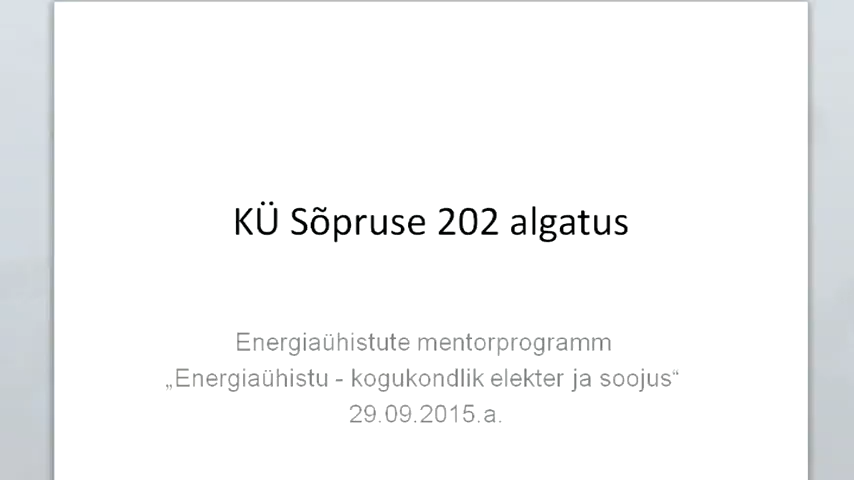 KÜ Sõpruse 202 algatus
Energiaühistute mentorprogramm
„Energiaühistu - kogukondlik elekter ja soojus“
29.09.2015.a.